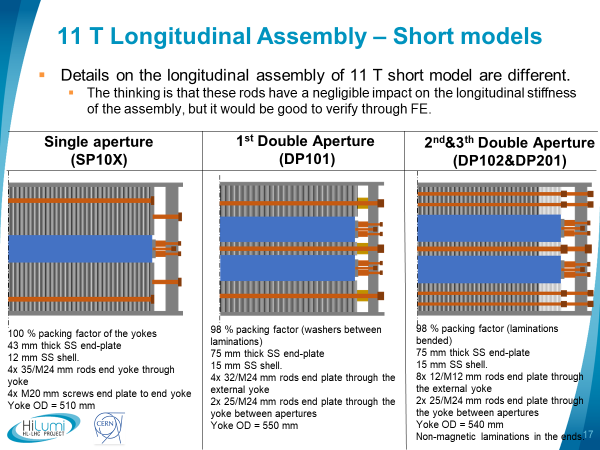 11 T Longitudinal Assembly – Short models
Details on the longitudinal assembly of 11 T short model are different.
The thinking is that these rods have a negligible impact on the longitudinal stiffness
of the assembly, but it would be good to verify through FE.
Single aperture
(SP10X)
1st Double Aperture
(DP101)
2nd&3th Double Aperture
(DP102&DP201)
100 % packing factor of the yokes
43 mm thick SS end-plate
12 mm SS shell.
4x 35/M24 mm rods end yoke through
yoke
4x M20 mm screws end plate to end yoke
Yoke OD = 510 mm
98 % packing factor (washers between
laminations)
75 mm thick SS end-plate
15 mm SS shell.
4x 32/M24 mm rods end plate through the
external yoke
2x 25/M24 mm rods end plate through the
yoke between apertures
Yoke OD = 550 mm
98 % packing factor (laminations
bended)
75 mm thick SS end-plate
15 mm SS shell.
8x 12/M12 mm rods end plate through
the external yoke
2x 25/M24 mm rods end plate through
the yoke between apertures
Yoke OD = 540 mm
Non-magnetic laminations in the ends.
HiLumi
HL-LHC PROJECT
CERN
17